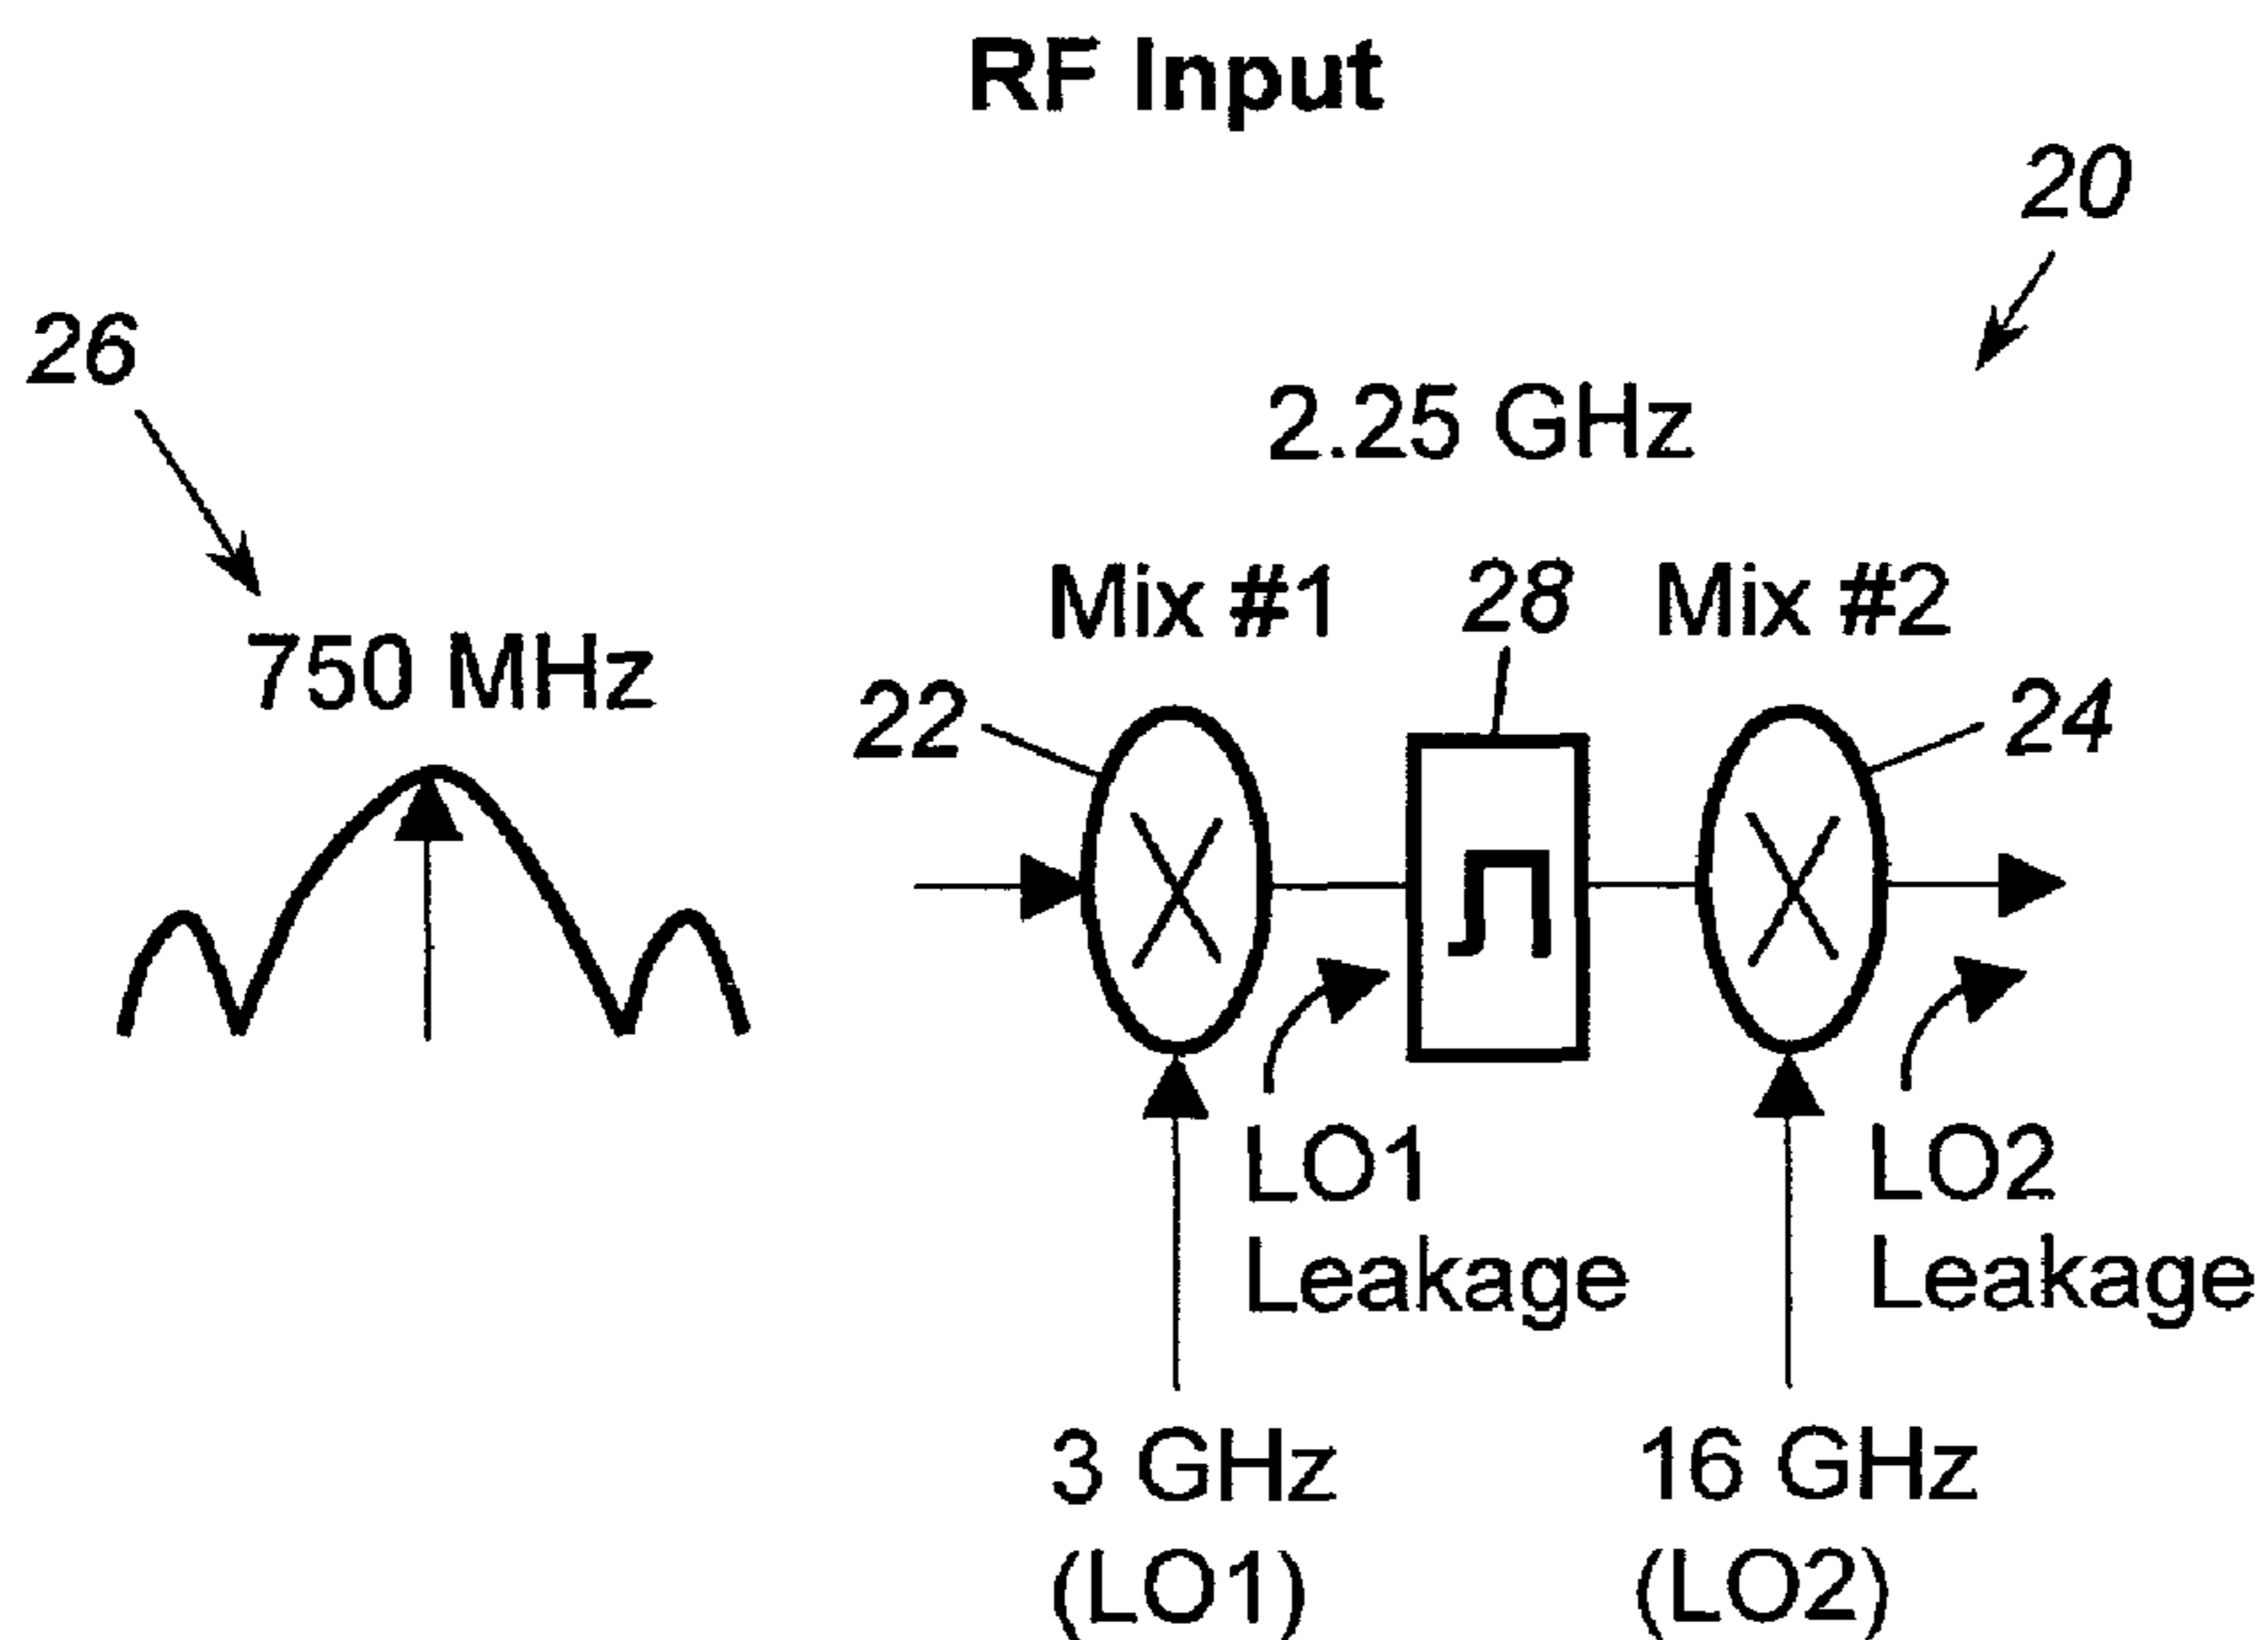 RF Input
20
26
2.25 GHz
Mix #1
28
Mix #2
750 MHz
22
24
LO1
Leakage
LO2
Leakage
3 GHz
(LO1)
16 GHz
(LO2)